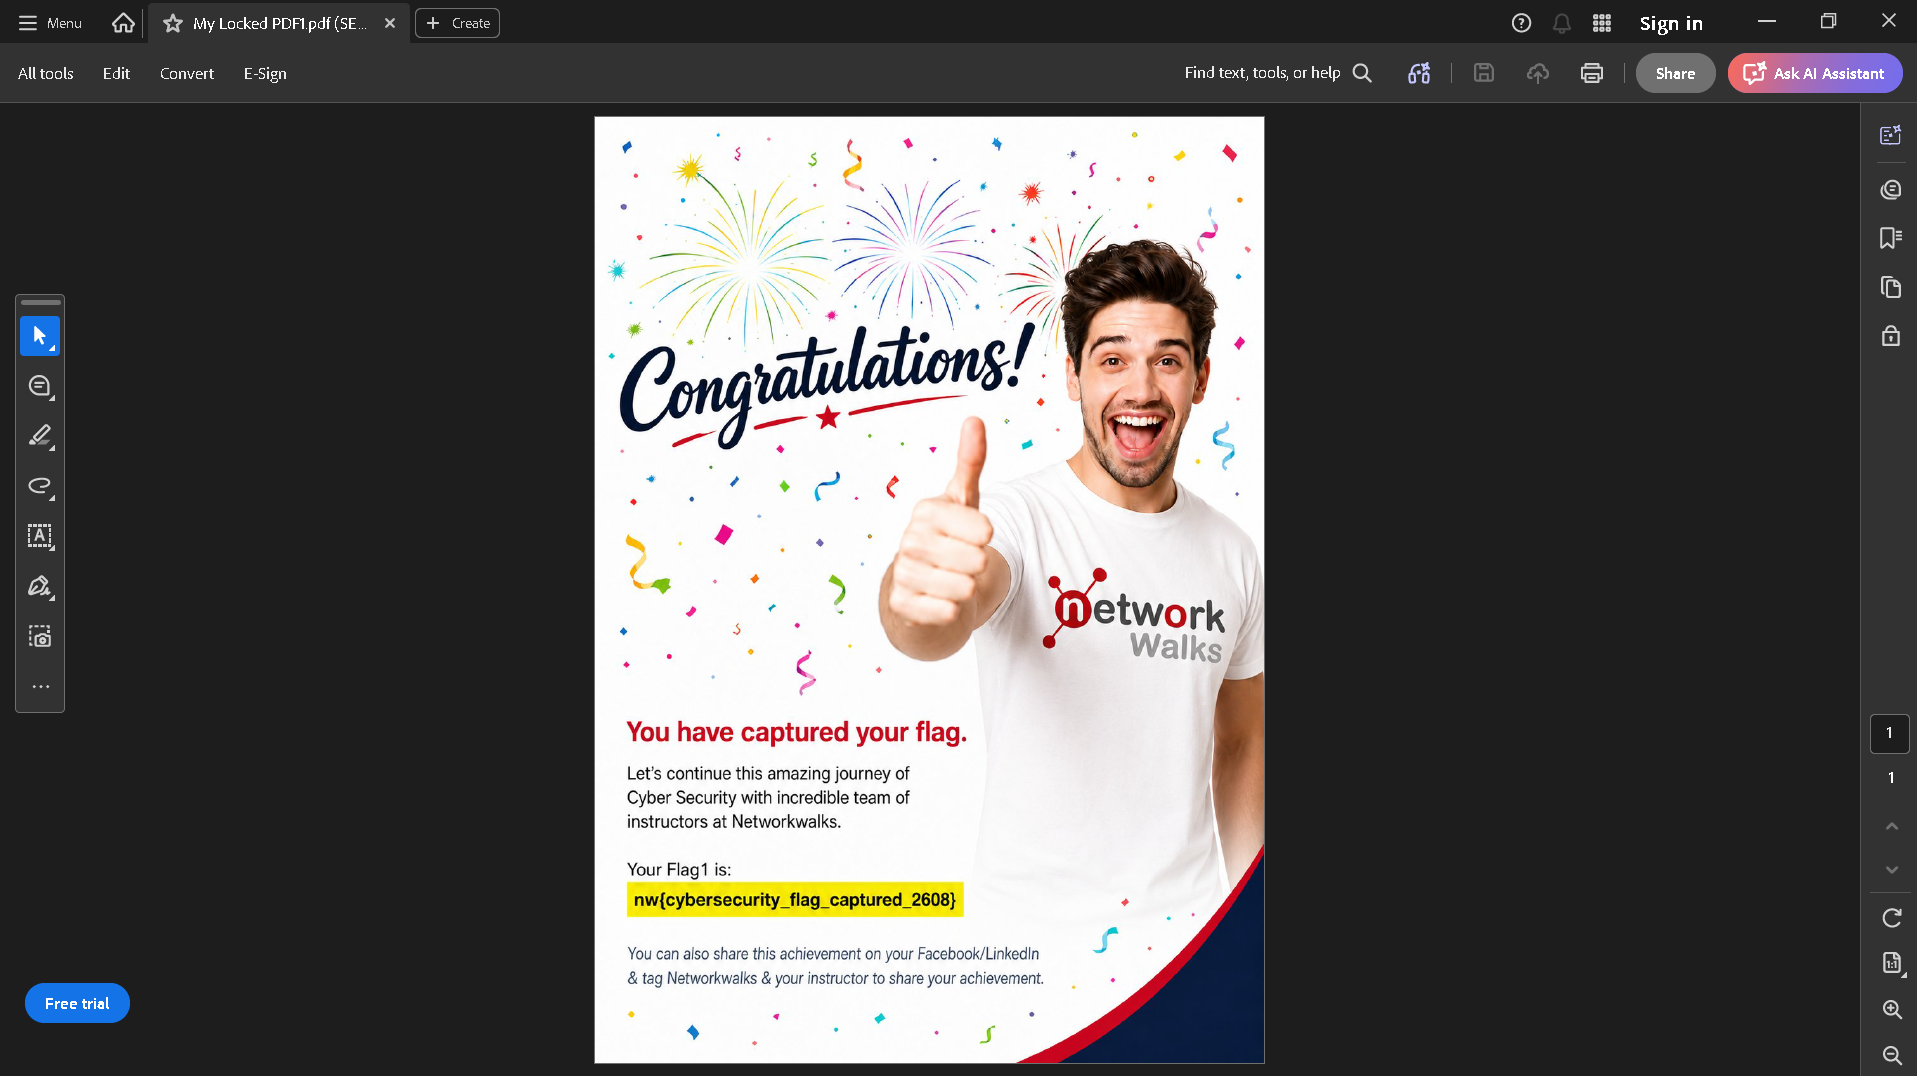 Menu
My Locked PDF1.pdf (SE...
Create
Sign in
All tools
Edit
Convert
E-Sign
Find text, tools, or help
Share
Ask AI Assistant
Congratulations!
network
Walks
You have captured your flag.
Let's continue this amazing journey of
Cyber Security with incredible team of
instructors at Networkwalks.
Your Flag1 is:
nw{cybersecurity_flag_captured_2608}
You can also share this achievement on your Facebook/LinkedIn
& tag Networkwalks & your instructor to share your achievement.
Free trial
1
1
1:1